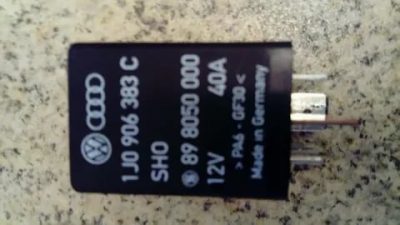 1J0 906 383 C
SHO
89 8050 000
12V 40A
> PA6 - GF30 <
Made in Germany